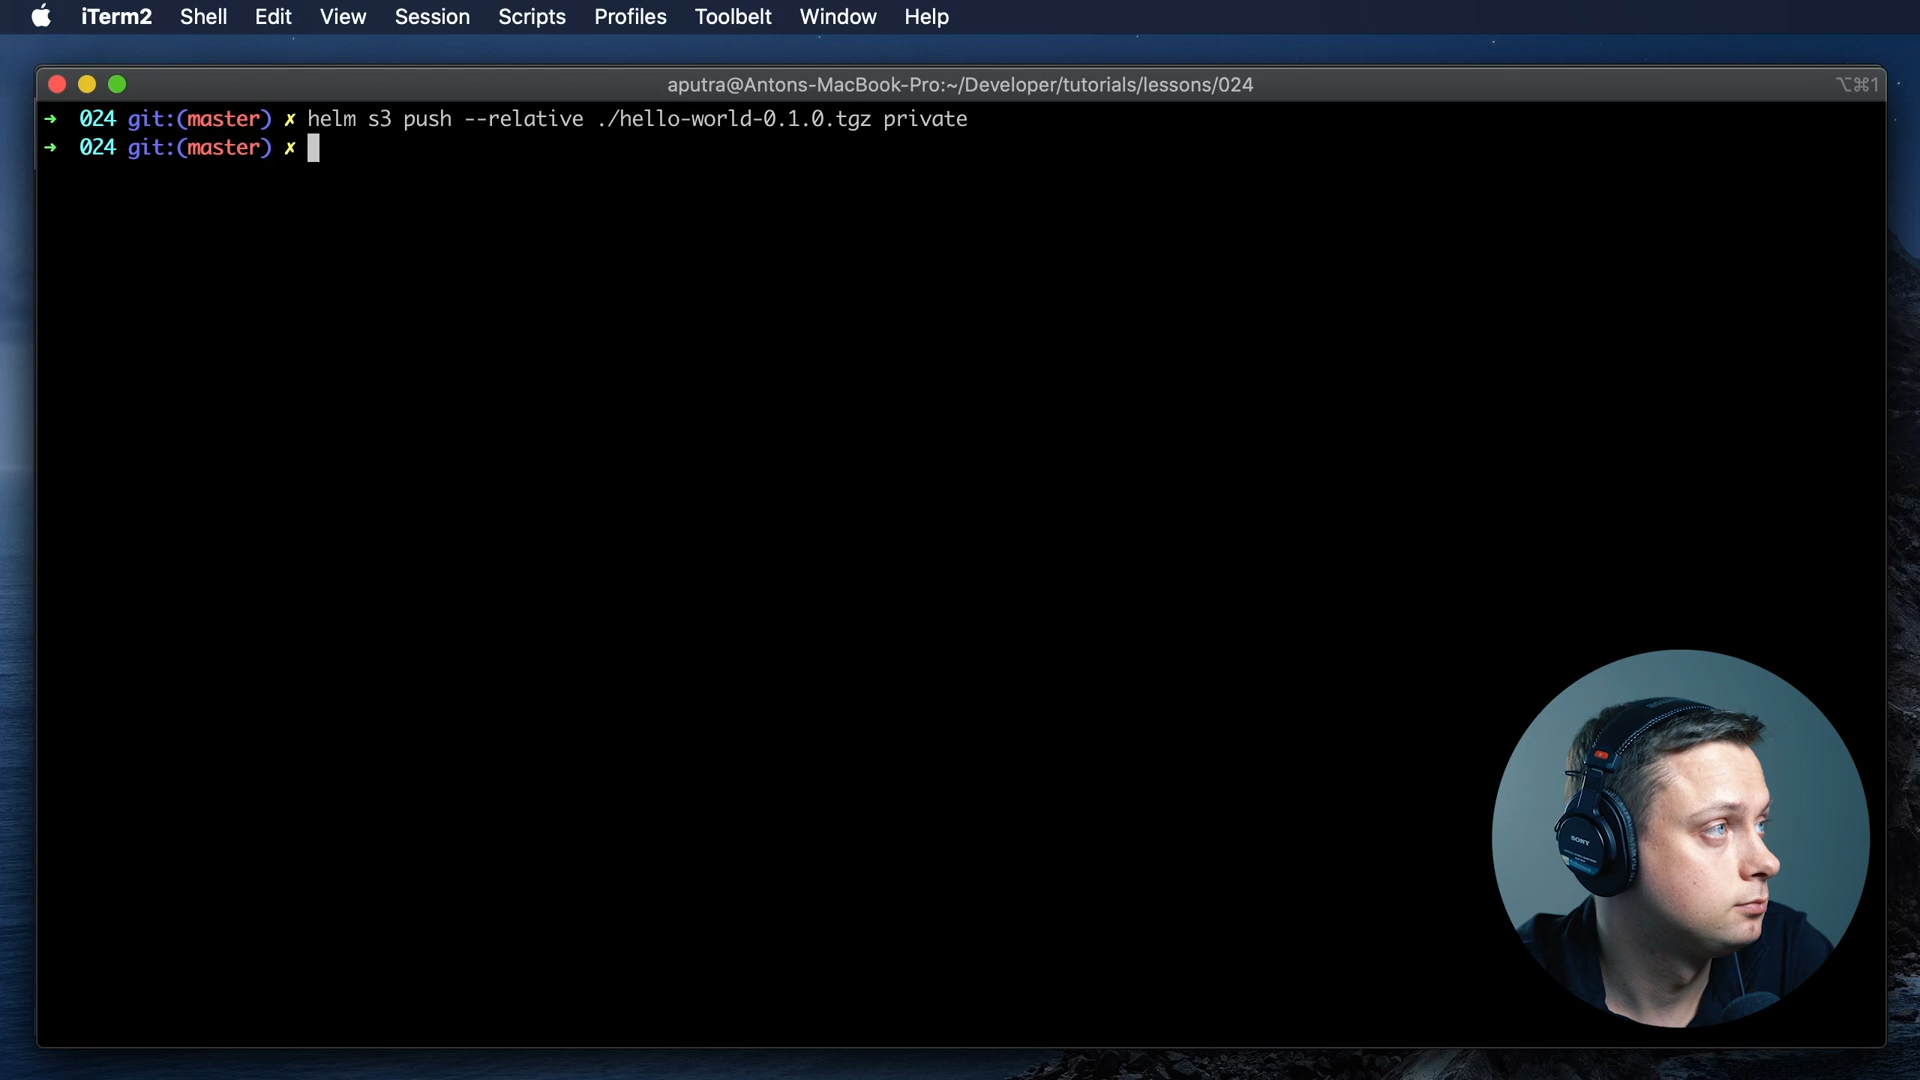 iTerm2 Shell Edit View Session Scripts Profiles Toolbelt Window Help
aputra@Antons-MacBook-Pro:~/Developer/tutorials/lessons/024 ⌥⌘1
➜ 024 git:(master) ✗ helm s3 push --relative ./hello-world-0.1.0.tgz private
➜ 024 git:(master) ✗
SONY